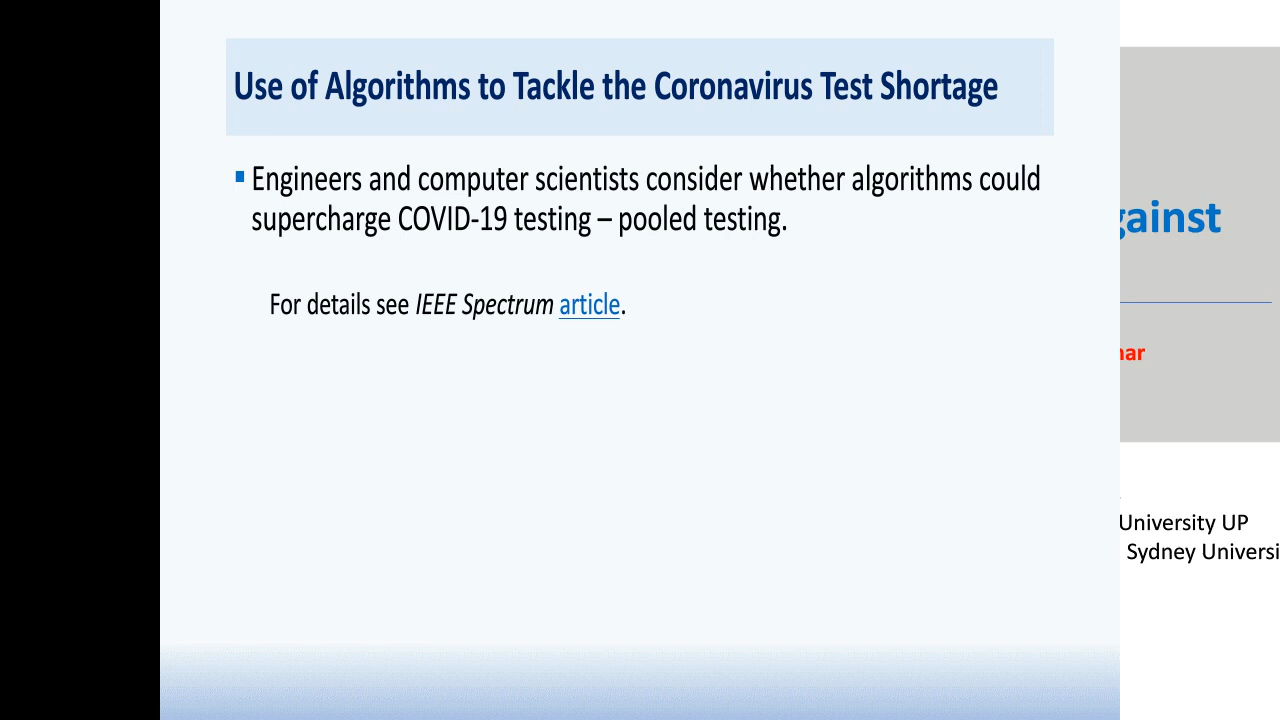 Use of Algorithms to Tackle the Coronavirus Test Shortage
▪ Engineers and computer scientists consider whether algorithms could
supercharge COVID-19 testing – pooled testing.
For details see IEEE Spectrum article.
gainst
nar
University UP
Sydney Universi